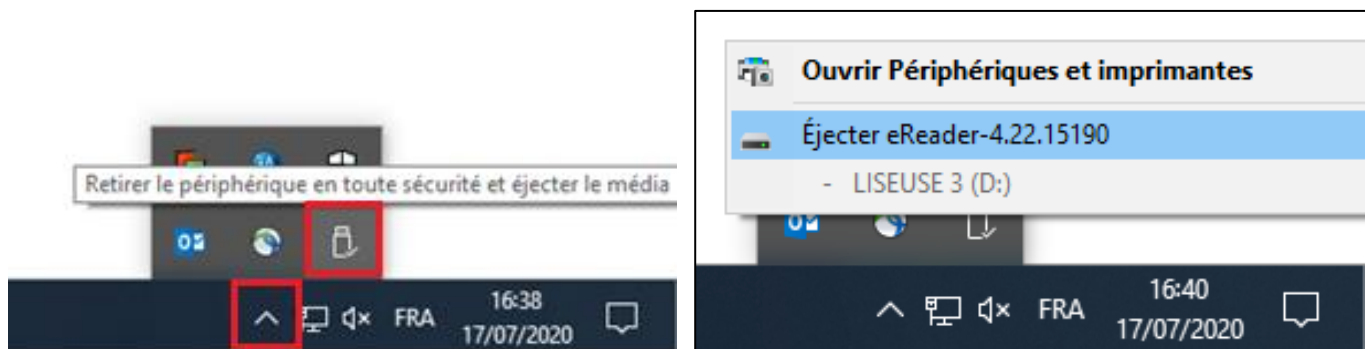 Retirer le périphérique en toute sécurité et éjecter le média
FRA
16:38
17/07/2020
Ouvrir Périphériques et imprimantes
Éjecter eReader-4.22.15190
- LISEUSE 3 (D:)
FRA
16:40
17/07/2020